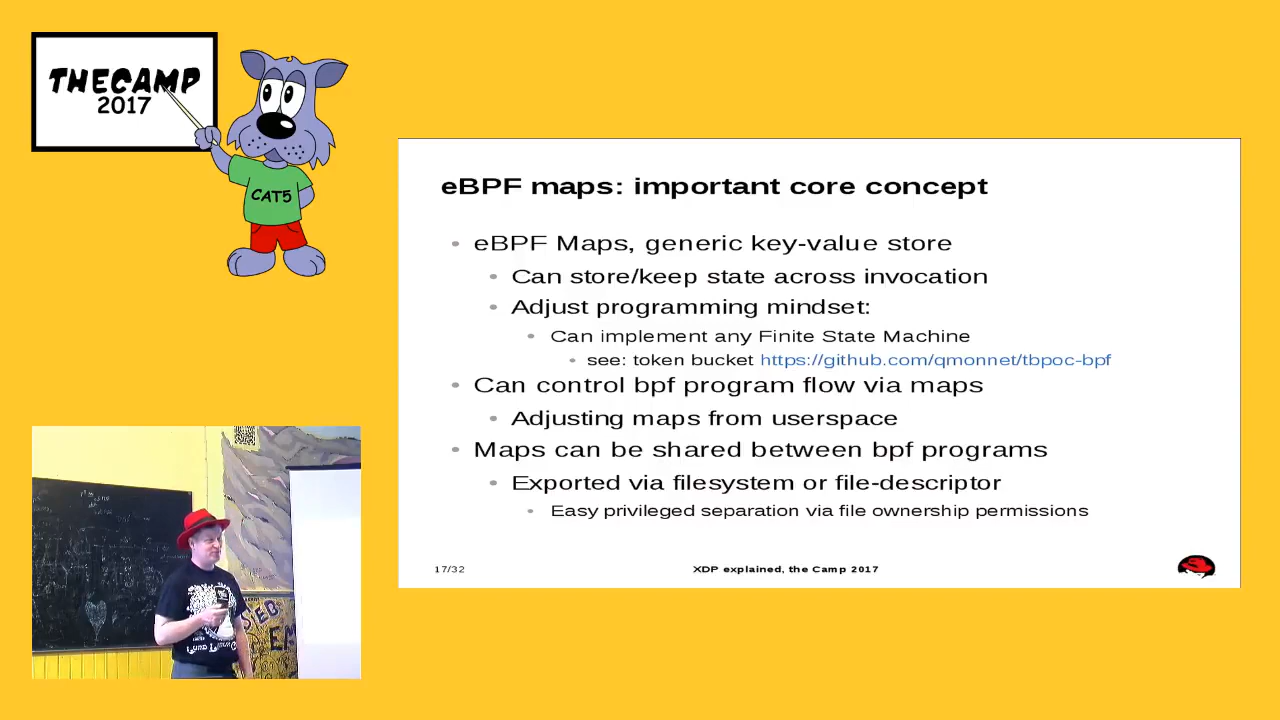 THECAMP
2017
CAT5
eBPF maps: important core concept
eBPF Maps, generic key-value store
Can store/keep state across invocation
Adjust programming mindset:
Can implement any Finite State Machine
see: token bucket https://github.com/qmonnet/tbpoc-bpf
Can control bpf program flow via maps
Adjusting maps from userspace
Maps can be shared between bpf programs
Exported via filesystem or file-descriptor
Easy privileged separation via file ownership permissions
17/32
XDP explained, the Camp 2017